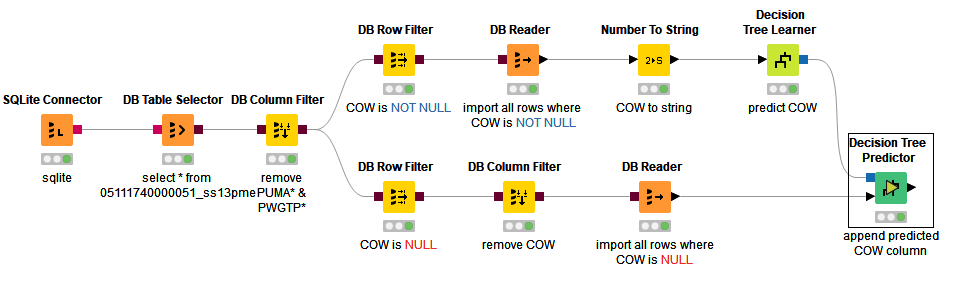 DB Row Filter
DB Reader
Number To String
Decision
Tree Learner
2▸S
COW is NOT NULL
import all rows where
COW is NOT NULL
COW to string
predict COW
SQLite Connector
DB Table Selector
DB Column Filter
L
sqlite
select * from
05111740000051_ss13pme
remove
PUMA* &
PWGTP*
DB Row Filter
DB Column Filter
DB Reader
Decision Tree
Predictor
COW is NULL
remove COW
import all rows where
COW is NULL
append predicted
COW column